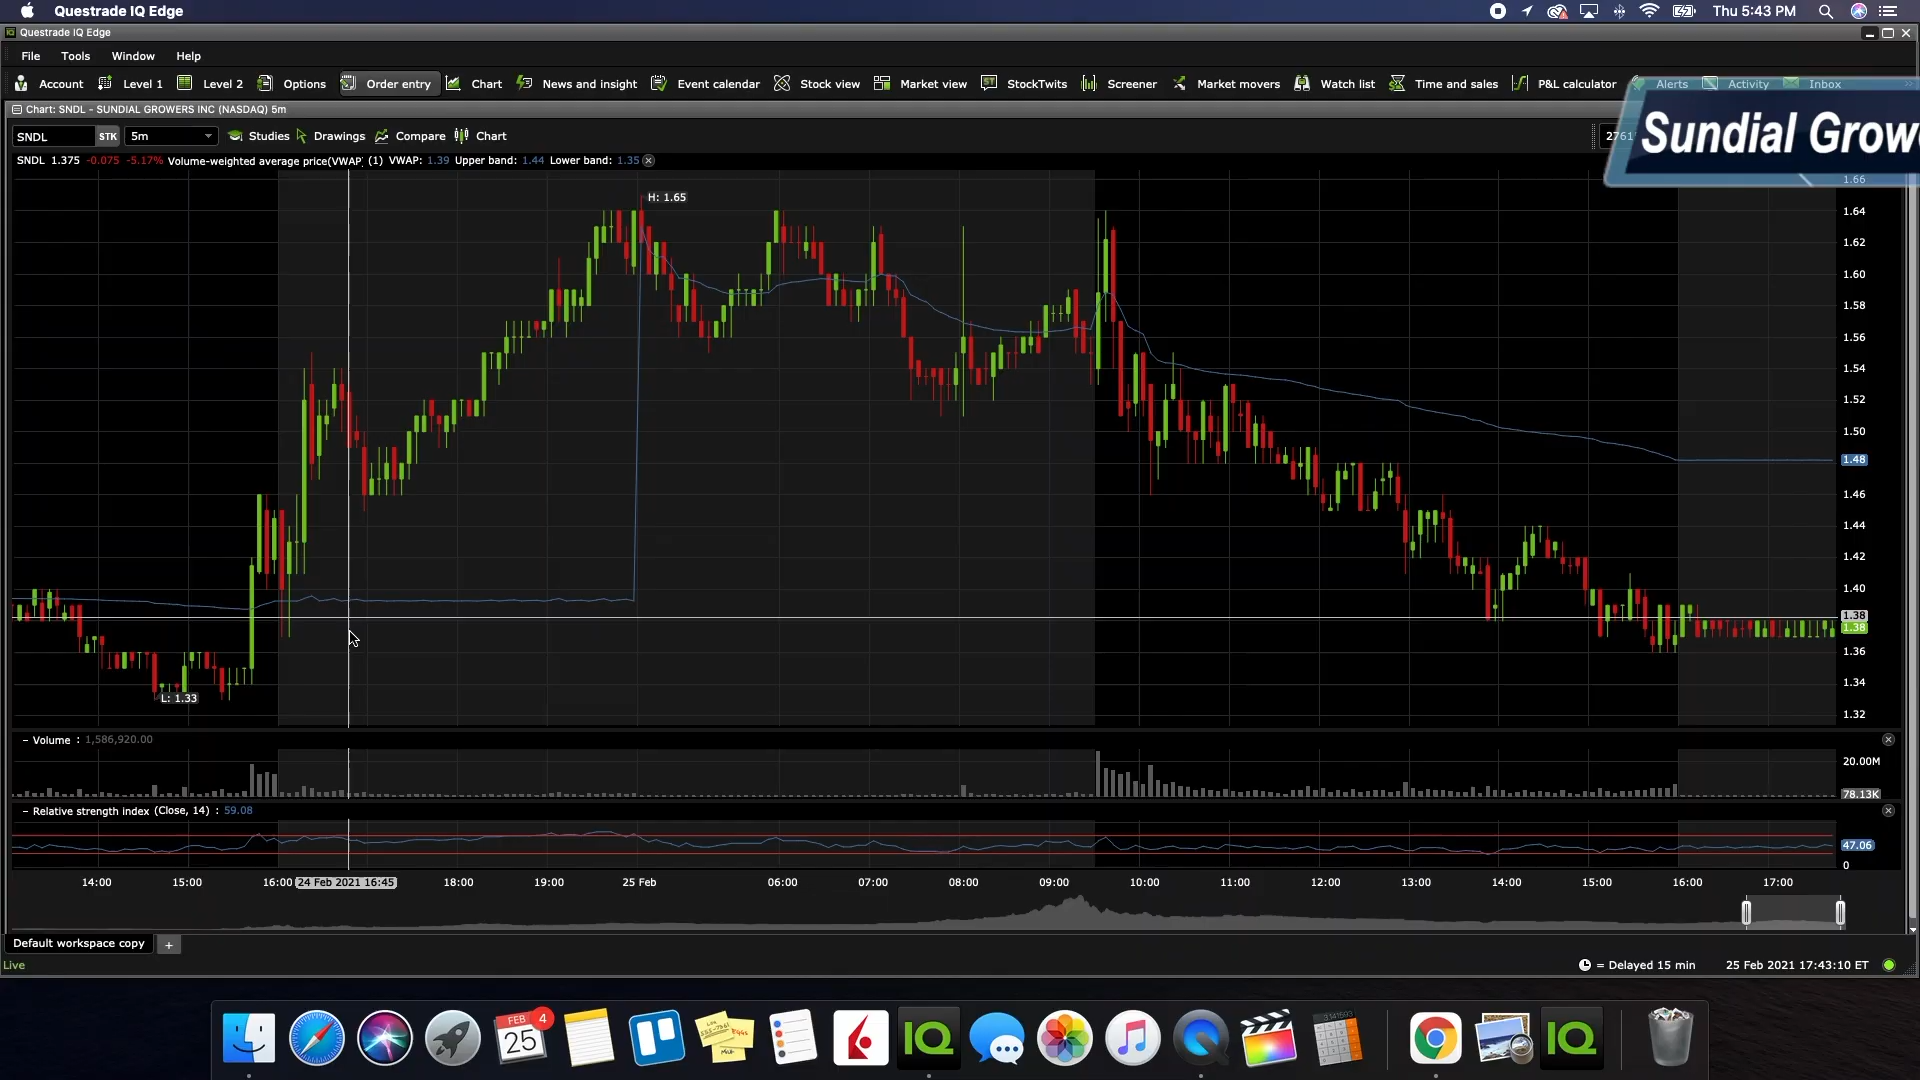 Questrade IQ Edge
Thu 5:43 PM
Questrade IQ Edge
File Tools Window Help
Account Level 1 Level 2 Options Order entry Chart News and insight Event calendar Stock view Market view StockTwits Screener Market movers Watch list Time and sales P&L calculator Alerts Activity Inbox
Chart: SNDL - SUNDIAL GROWERS INC (NASDAQ) 5m
Sundial Growe
SNDL STK 5m Studies Drawings Compare Chart 2761
SNDL 1.375 -0.075 -5.17% Volume-weighted average price(VWAP) (1) VWAP: 1.39 Upper band: 1.44 Lower band: 1.35
H: 1.65
L: 1.33
1.66
1.64
1.62
1.60
1.58
1.56
1.54
1.52
1.50
1.48
1.46
1.44
1.42
1.40
1.38
1.38
1.36
1.34
1.32
– Volume : 1,586,920.00
20.00M
78.13K
– Relative strength index (Close, 14) : 59.08
47.06
0
14:00 15:00 16:00 24 Feb 2021 16:45 18:00 19:00 25 Feb 06:00 07:00 08:00 09:00 10:00 11:00 12:00 13:00 14:00 15:00 16:00 17:00
Default workspace copy +
Live
= Delayed 15 min 25 Feb 2021 17:43:10 ET
FEB
25
4
IQ
IQ